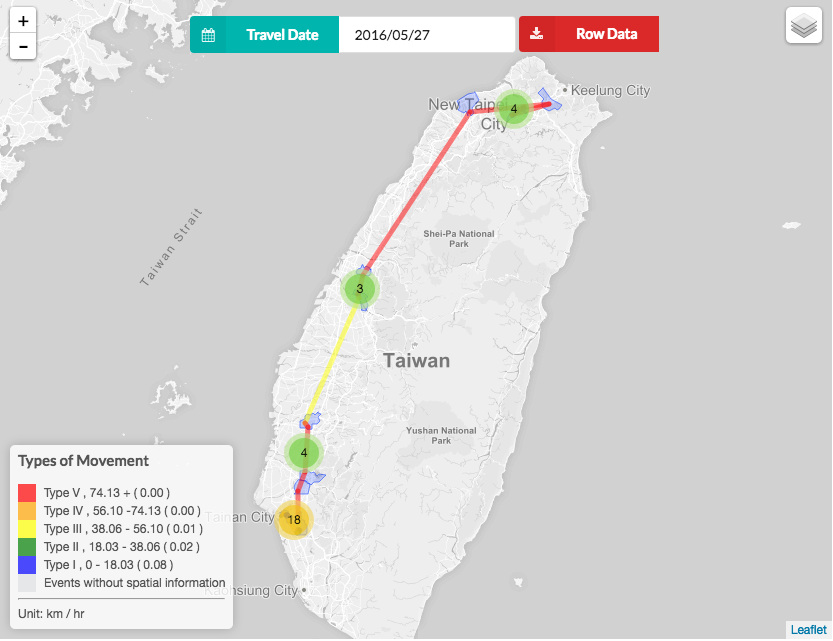 +
−
Travel Date
2016/05/27
Row Data
Keelung City
New Taipei
City
4
Taiwan Strait
Shei-Pa National
Park
3
Taiwan
Yushan National
Park
4
Tainan City
18
Kaohsiung City
Types of Movement
Type V , 74.13 + ( 0.00 )
Type IV , 56.10 -74.13 ( 0.00 )
Type III , 38.06 - 56.10 ( 0.01 )
Type II , 18.03 - 38.06 ( 0.02 )
Type I , 0 - 18.03 ( 0.08 )
Events without spatial information
Unit: km / hr
Leaflet